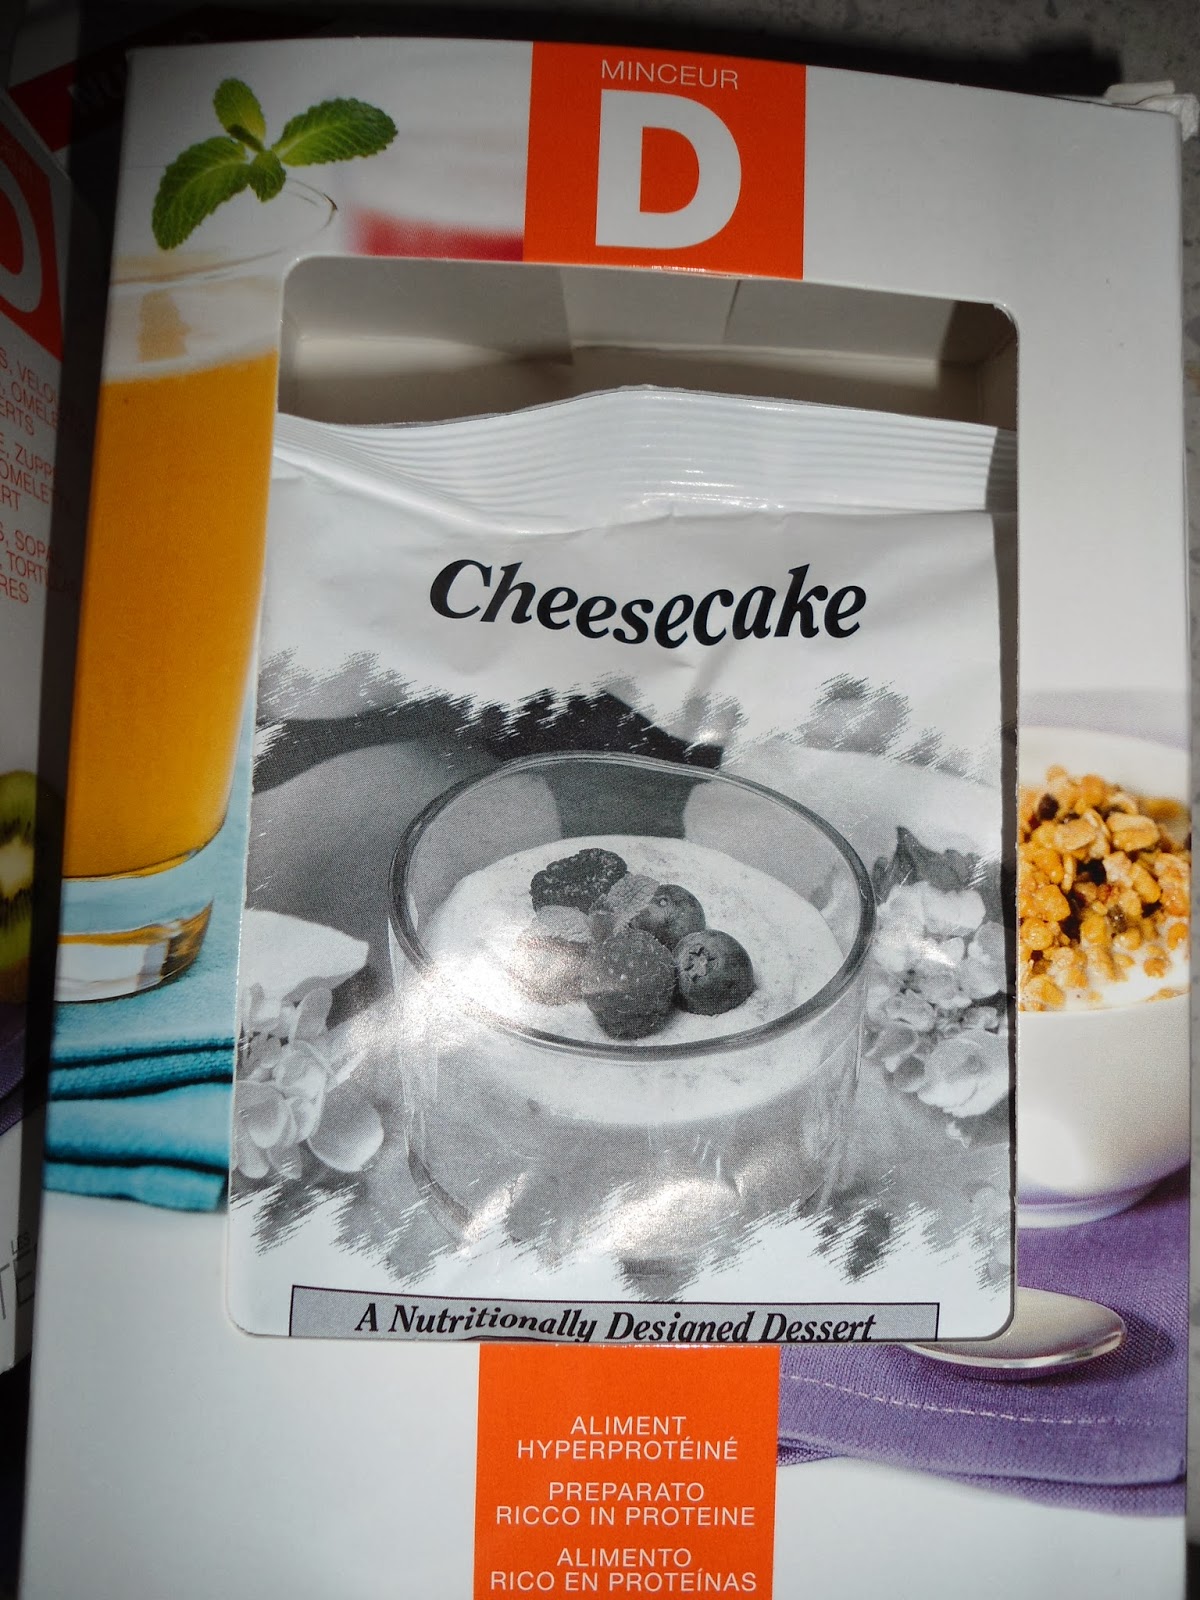 MINCEUR
D
Cheesecake
A Nutritionally Designed Dessert
ALIMENT
HYPERPROTÉINÉ
PREPARATO
RICCO IN PROTEINE
ALIMENTO
RICO EN PROTEÍNAS